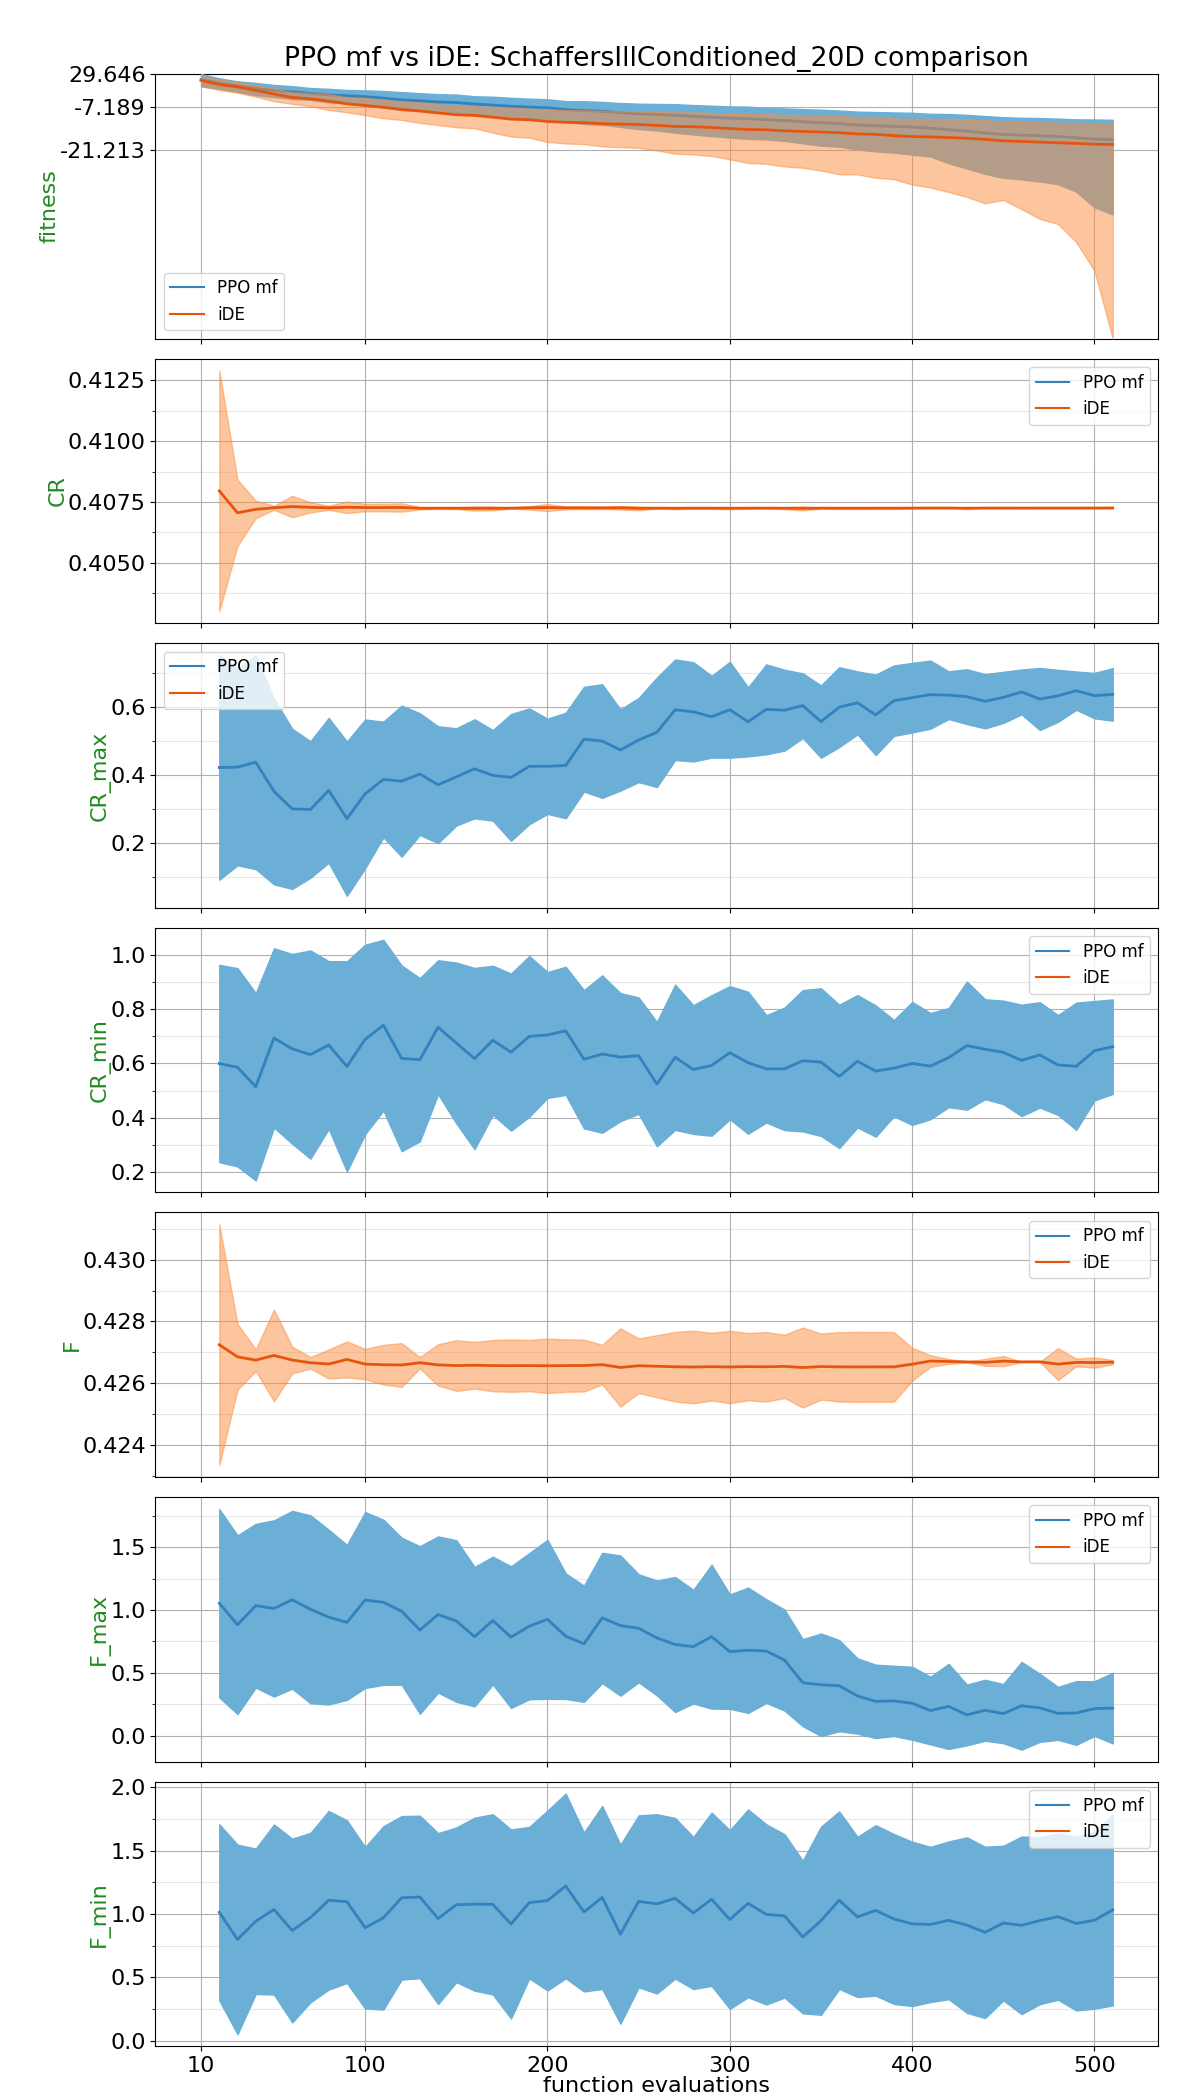 PPO mf vs iDE: SchaffersIllConditioned_20D comparison
29.646
-7.189
-21.213
fitness
PPO mf
iDE
0.4125
0.4100
0.4075
0.4050
CR
PPO mf
iDE
0.6
0.4
0.2
CR_max
PPO mf
iDE
1.0
0.8
0.6
0.4
0.2
CR_min
PPO mf
iDE
0.430
0.428
0.426
0.424
F
PPO mf
iDE
1.5
1.0
0.5
0.0
F_max
PPO mf
iDE
2.0
1.5
1.0
0.5
0.0
F_min
PPO mf
iDE
10 100 200 300 400 500
function evaluations